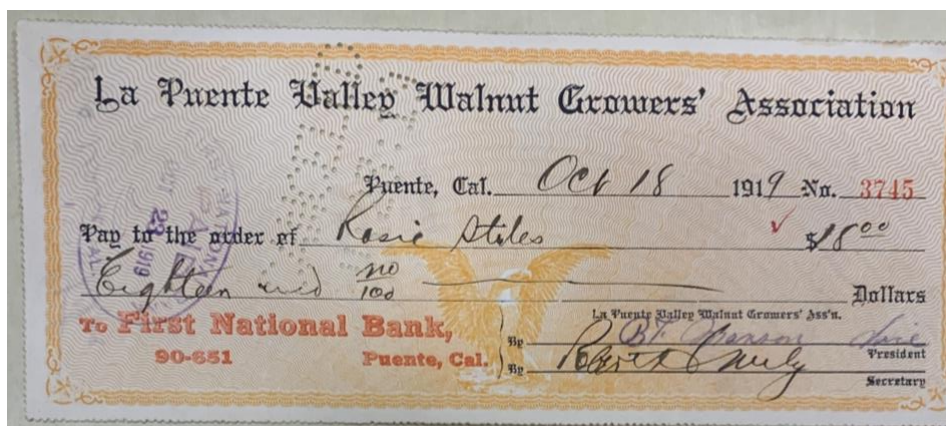 La Puente Valley Walnut Growers' Association
Puente, Cal. Oct 18 1919 No. 3745
Pay to the order of Rosie Stiles $18 00
Eighteen and no/100 Dollars
To First National Bank,
90-651 Puente, Cal.
La Puente Valley Walnut Growers' Ass'n.
By B.F. Vice President
By Secretary
1919